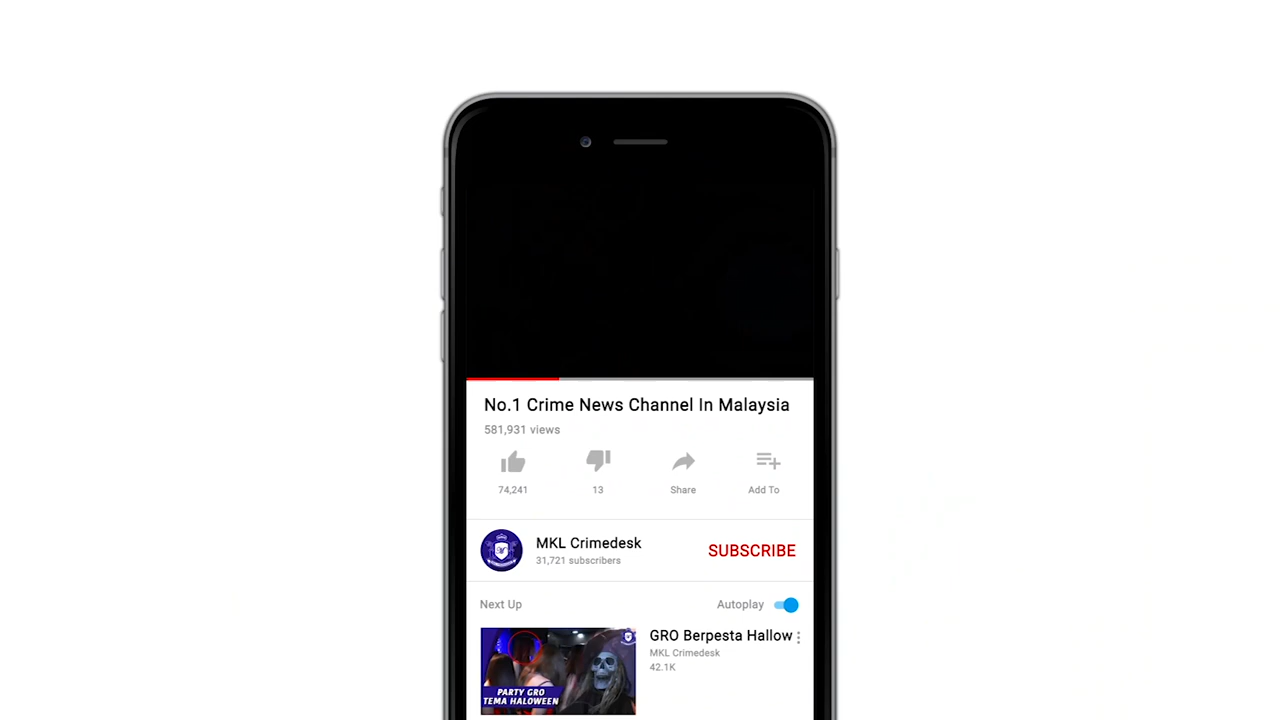 No.1 Crime News Channel In Malaysia
581,931 views
74,241
13
Share
Add To
MKL Crimedesk
31,721 subscribers
SUBSCRIBE
Next Up
Autoplay
GRO Berpesta Hallow
MKL Crimedesk
42.1K
PARTY GRO
TEMA HALOWEEN